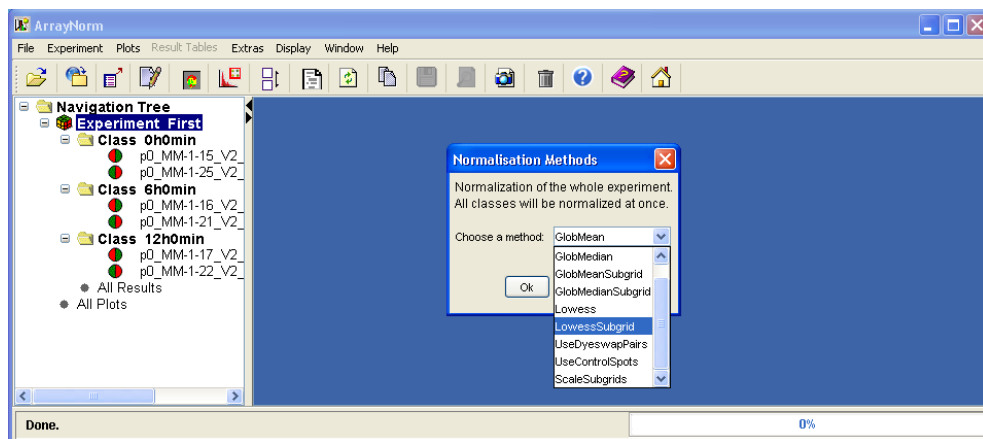 ArrayNorm
File Experiment Plots Result Tables Extras Display Window Help
Navigation Tree
Experiment First
Class 0h0min
p0_MM-1-15_V2_
p0_MM-1-25_V2_
Class 6h0min
p0_MM-1-16_V2_
p0_MM-1-21_V2_
Class 12h0min
p0_MM-1-17_V2_
p0_MM-1-22_V2_
All Results
All Plots
Normalisation Methods
Normalization of the whole experiment.
All classes will be normalized at once.
Choose a method: GlobMean
GlobMedian
GlobMeanSubgrid
GlobMedianSubgrid
Lowess
LowessSubgrid
UseDyeswapPairs
UseControlSpots
ScaleSubgrids
Ok
Done.
0%